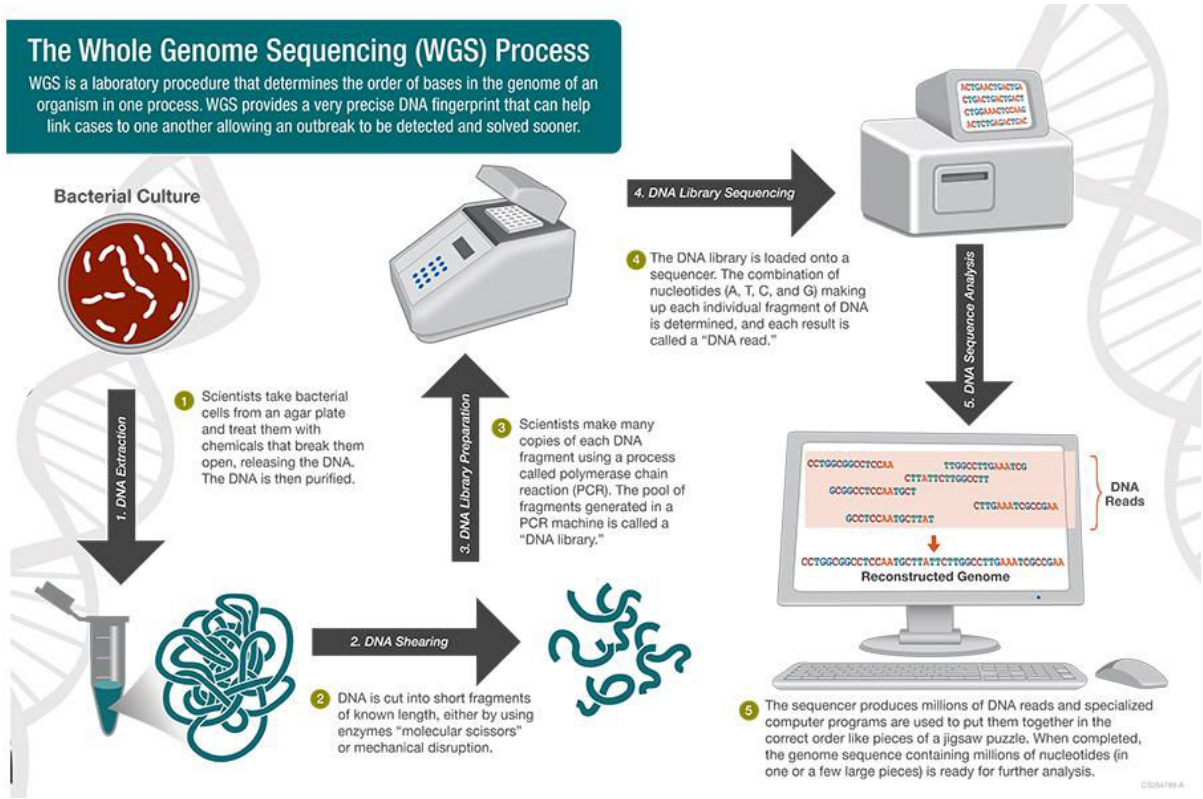 The Whole Genome Sequencing (WGS) Process
WGS is a laboratory procedure that determines the order of bases in the genome of an
organism in one process. WGS provides a very precise DNA fingerprint that can help
link cases to one another allowing an outbreak to be detected and solved sooner.
Bacterial Culture
1. DNA Extraction
1 Scientists take bacterial
cells from an agar plate
and treat them with
chemicals that break them
open, releasing the DNA.
The DNA is then purified.
2. DNA Shearing
2 DNA is cut into short fragments
of known length, either by using
enzymes “molecular scissors”
or mechanical disruption.
3. DNA Library Preparation
3 Scientists make many
copies of each DNA
fragment using a process
called polymerase chain
reaction (PCR). The pool of
fragments generated in a
PCR machine is called a
“DNA library.”
4. DNA Library Sequencing
4 The DNA library is loaded onto a
sequencer. The combination of
nucleotides (A, T, C, and G) making
up each individual fragment of DNA
is determined, and each result is
called a “DNA read.”
ACTGAACTGACTGA
CTGACTGACTGACT
CTGGAAACTCCAAG
ACTCTGAGACTGAC
5. DNA Sequence Analysis
CCTGGCGGCCTCCAA TTGGCCTTGAAATCG
CTTATTCTTGGCCTT
GCGGCCTCCAATGCT
CTTGAAATCGCCGAA
GCCTCCAATGCTTAT
DNA
Reads
CCTGGCGGCCTCCAATGCTTATTCTTGGCCTTGAAATCGCCGAA
Reconstructed Genome
5 The sequencer produces millions of DNA reads and specialized
computer programs are used to put them together in the
correct order like pieces of a jigsaw puzzle. When completed,
the genome sequence containing millions of nucleotides (in
one or a few large pieces) is ready for further analysis.